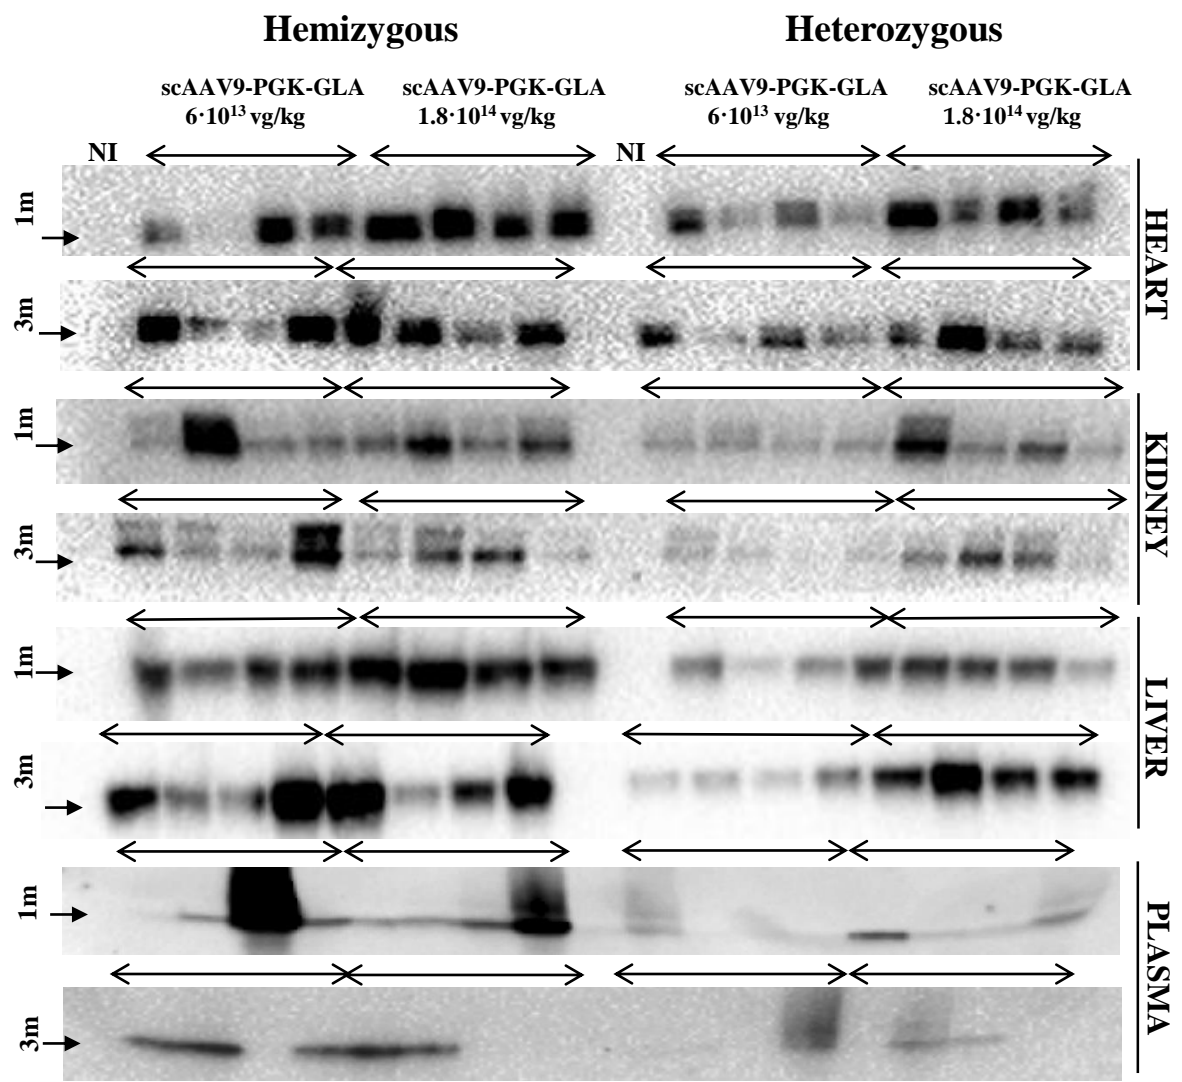 Hemizygous Heterozygous
scAAV9-PGK-GLA scAAV9-PGK-GLA scAAV9-PGK-GLA scAAV9-PGK-GLA
6·10¹³ vg/kg 1.8·10¹⁴ vg/kg 6·10¹³ vg/kg 1.8·10¹⁴ vg/kg
NI NI
1m
3m
HEART
1m
3m
KIDNEY
1m
3m
LIVER
1m
3m
PLASMA